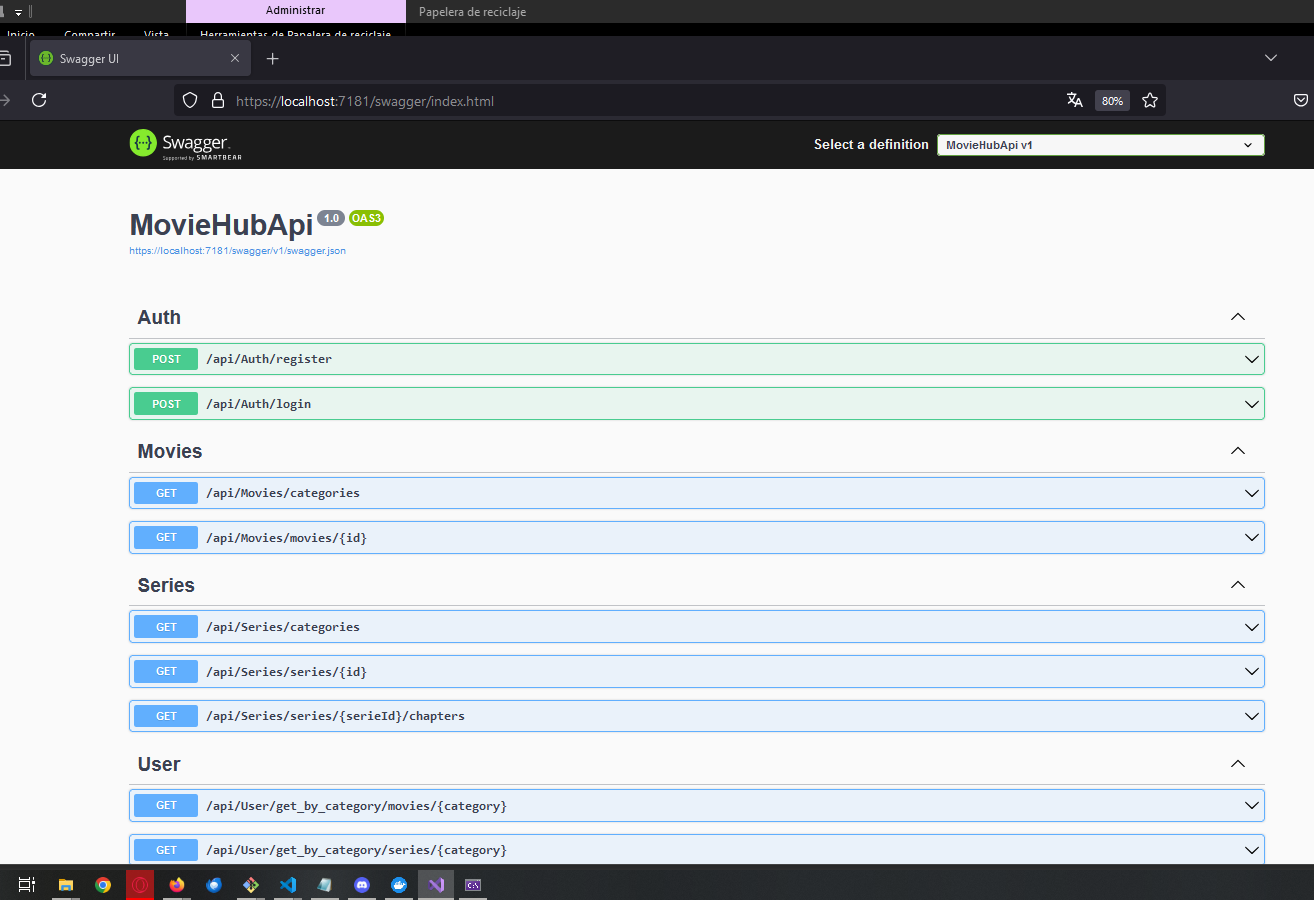 Administrar
Papelera de reciclaje
Inicio
Compartir
Vista
Herramientas de Papelera de reciclaje
Swagger UI
https://localhost:7181/swagger/index.html
80%
Swagger.
Supported by SMARTBEAR
Select a definition
MovieHubApi v1
MovieHubApi 1.0 OAS3
https://localhost:7181/swagger/v1/swagger.json
Auth
POST /api/Auth/register
POST /api/Auth/login
Movies
GET /api/Movies/categories
GET /api/Movies/movies/{id}
Series
GET /api/Series/categories
GET /api/Series/series/{id}
GET /api/Series/series/{serieId}/chapters
User
GET /api/User/get_by_category/movies/{category}
GET /api/User/get_by_category/series/{category}